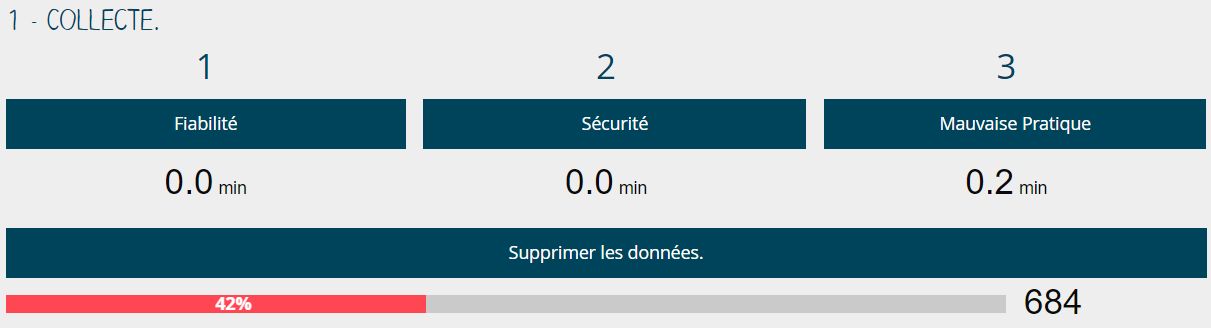 1 - COLLECTE.
1 2 3
Fiabilité Sécurité Mauvaise Pratique
0.0 min 0.0 min 0.2 min
Supprimer les données.
42% 684